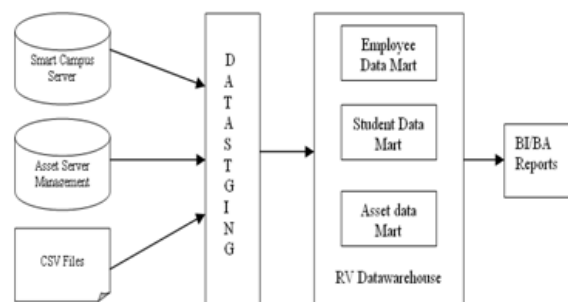 Smart Campus
Server
Asset Server
Management
CSV Files
D
A
T
A
S
T
G
I
N
G
Employee
Data Mart
Student Data
Mart
Asset data
Mart
RV Datawarehouse
BI/BA
Reports